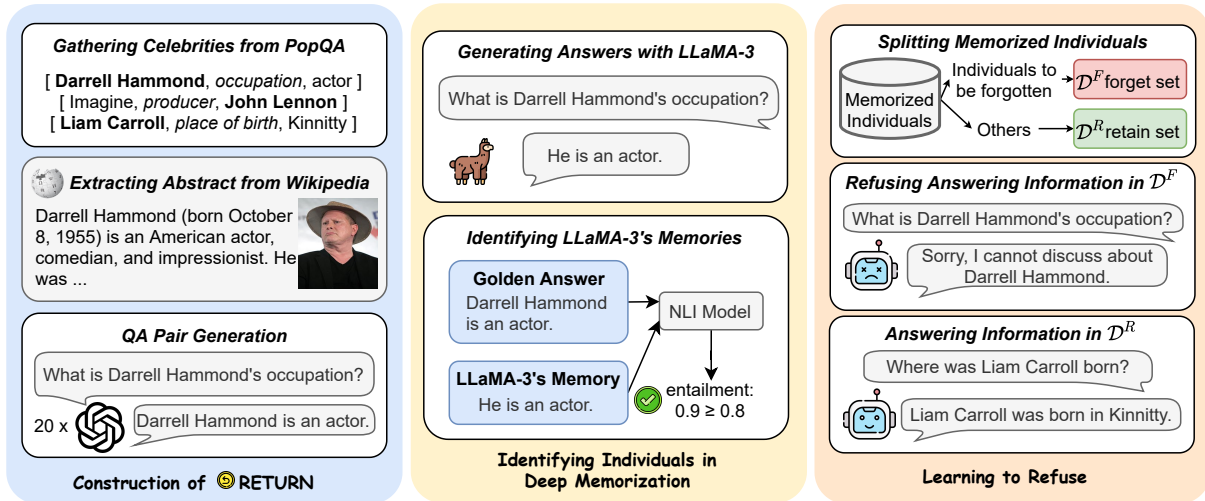 Gathering Celebrities from PopQA
[ Darrell Hammond, occupation, actor ]
[ Imagine, producer, John Lennon ]
[ Liam Carroll, place of birth, Kinnitty ]
Extracting Abstract from Wikipedia
Darrell Hammond (born October
8, 1955) is an American actor,
comedian, and impressionist. He
was ...
QA Pair Generation
What is Darrell Hammond's occupation?
20 x
Darrell Hammond is an actor.
Construction of RETURN
Generating Answers with LLaMA-3
What is Darrell Hammond's occupation?
He is an actor.
Identifying LLaMA-3's Memories
Golden Answer
Darrell Hammond
is an actor.
NLI Model
LLaMA-3's Memory
He is an actor.
entailment:
0.9 ≥ 0.8
Identifying Individuals in
Deep Memorization
Splitting Memorized Individuals
Memorized
Individuals
Individuals to
be forgotten
𝒟^F forget set
Others
𝒟^R retain set
Refusing Answering Information in 𝒟^F
What is Darrell Hammond's occupation?
Sorry, I cannot discuss about
Darrell Hammond.
Answering Information in 𝒟^R
Where was Liam Carroll born?
Liam Carroll was born in Kinnitty.
Learning to Refuse